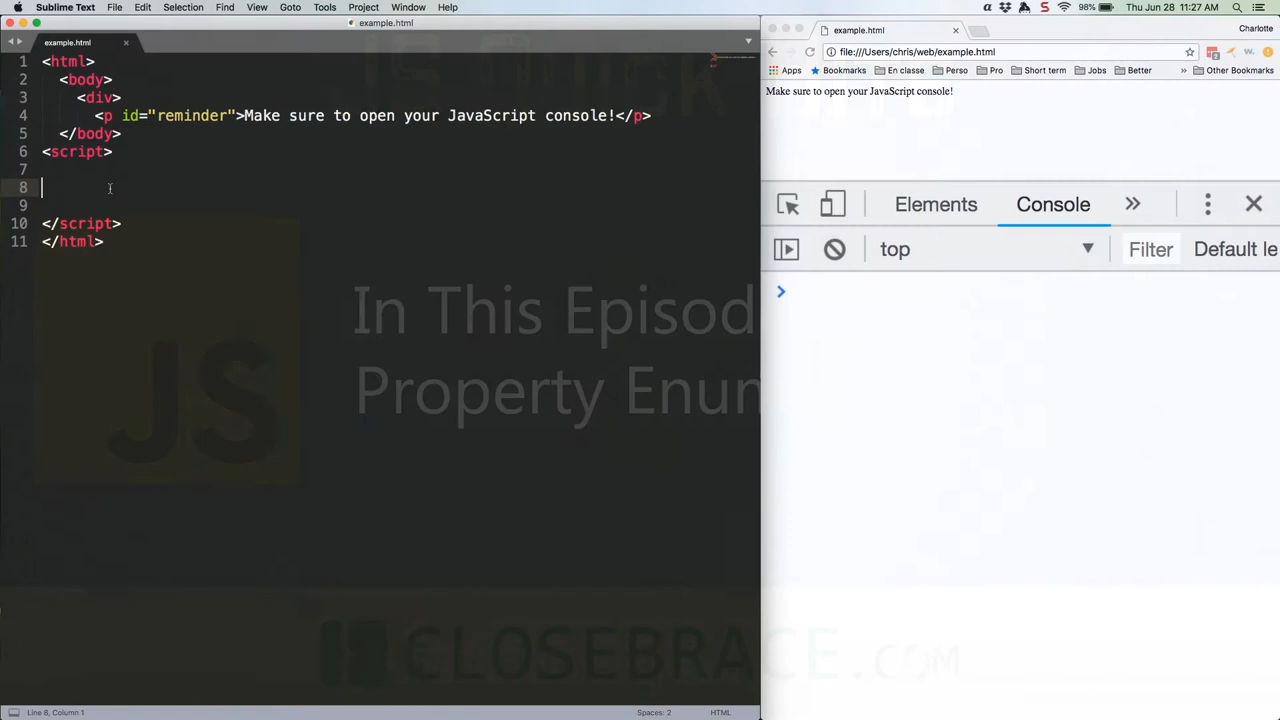 Sublime Text File Edit Selection Find View Goto Tools Project Window Help
98% Thu Jun 28 11:27 AM
example.html
example.html
1 <html>
2 <body>
3 <div>
4 <p id="reminder">Make sure to open your JavaScript console!</p>
5 </body>
6 <script>
7
8
9
10 </script>
11 </html>
JS
In This Episod
Property Enum
CLOSEBRACE.COM
Line 8, Column 1 Spaces: 2 HTML
example.html Charlotte
file:///Users/chris/web/example.html
Apps Bookmarks En classe Perso Pro Short term Jobs Better » Other Bookmarks
Make sure to open your JavaScript console!
Elements Console »
top Filter Default le